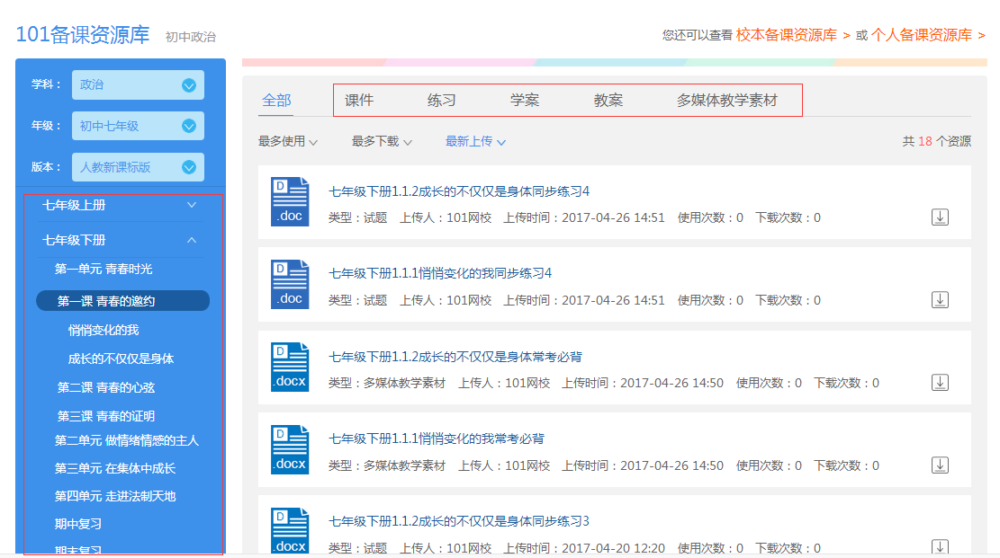 101备课资源库 初中政治
您还可以查看 校本备课资源库 > 或 个人备课资源库 >
学科： 政治
年级： 初中七年级
版本： 人教新课标版
七年级上册
七年级下册
第一单元 青春时光
第一课 青春的邀约
悄悄变化的我
成长的不仅仅是身体
第二课 青春的心弦
第三课 青春的证明
第二单元 做情绪情感的主人
第三单元 在集体中成长
第四单元 走进法制天地
期中复习
期末复习
全部 课件 练习 学案 教案 多媒体教学素材
最多使用 最多下载 最新上传 共 18 个资源
D .doc
七年级下册1.1.2成长的不仅仅是身体同步练习4
类型：试题 上传人：101网校 上传时间：2017-04-26 14:51 使用次数：0 下载次数：0
D .doc
七年级下册1.1.1悄悄变化的我同步练习4
类型：试题 上传人：101网校 上传时间：2017-04-26 14:51 使用次数：0 下载次数：0
D .docx
七年级下册1.1.2成长的不仅仅是身体常考必背
类型：多媒体教学素材 上传人：101网校 上传时间：2017-04-26 14:50 使用次数：0 下载次数：0
D .docx
七年级下册1.1.1悄悄变化的我常考必背
类型：多媒体教学素材 上传人：101网校 上传时间：2017-04-26 14:50 使用次数：0 下载次数：0
D .docx
七年级下册1.1.2成长的不仅仅是身体同步练习3
类型：试题 上传人：101网校 上传时间：2017-04-20 12:20 使用次数：0 下载次数：0